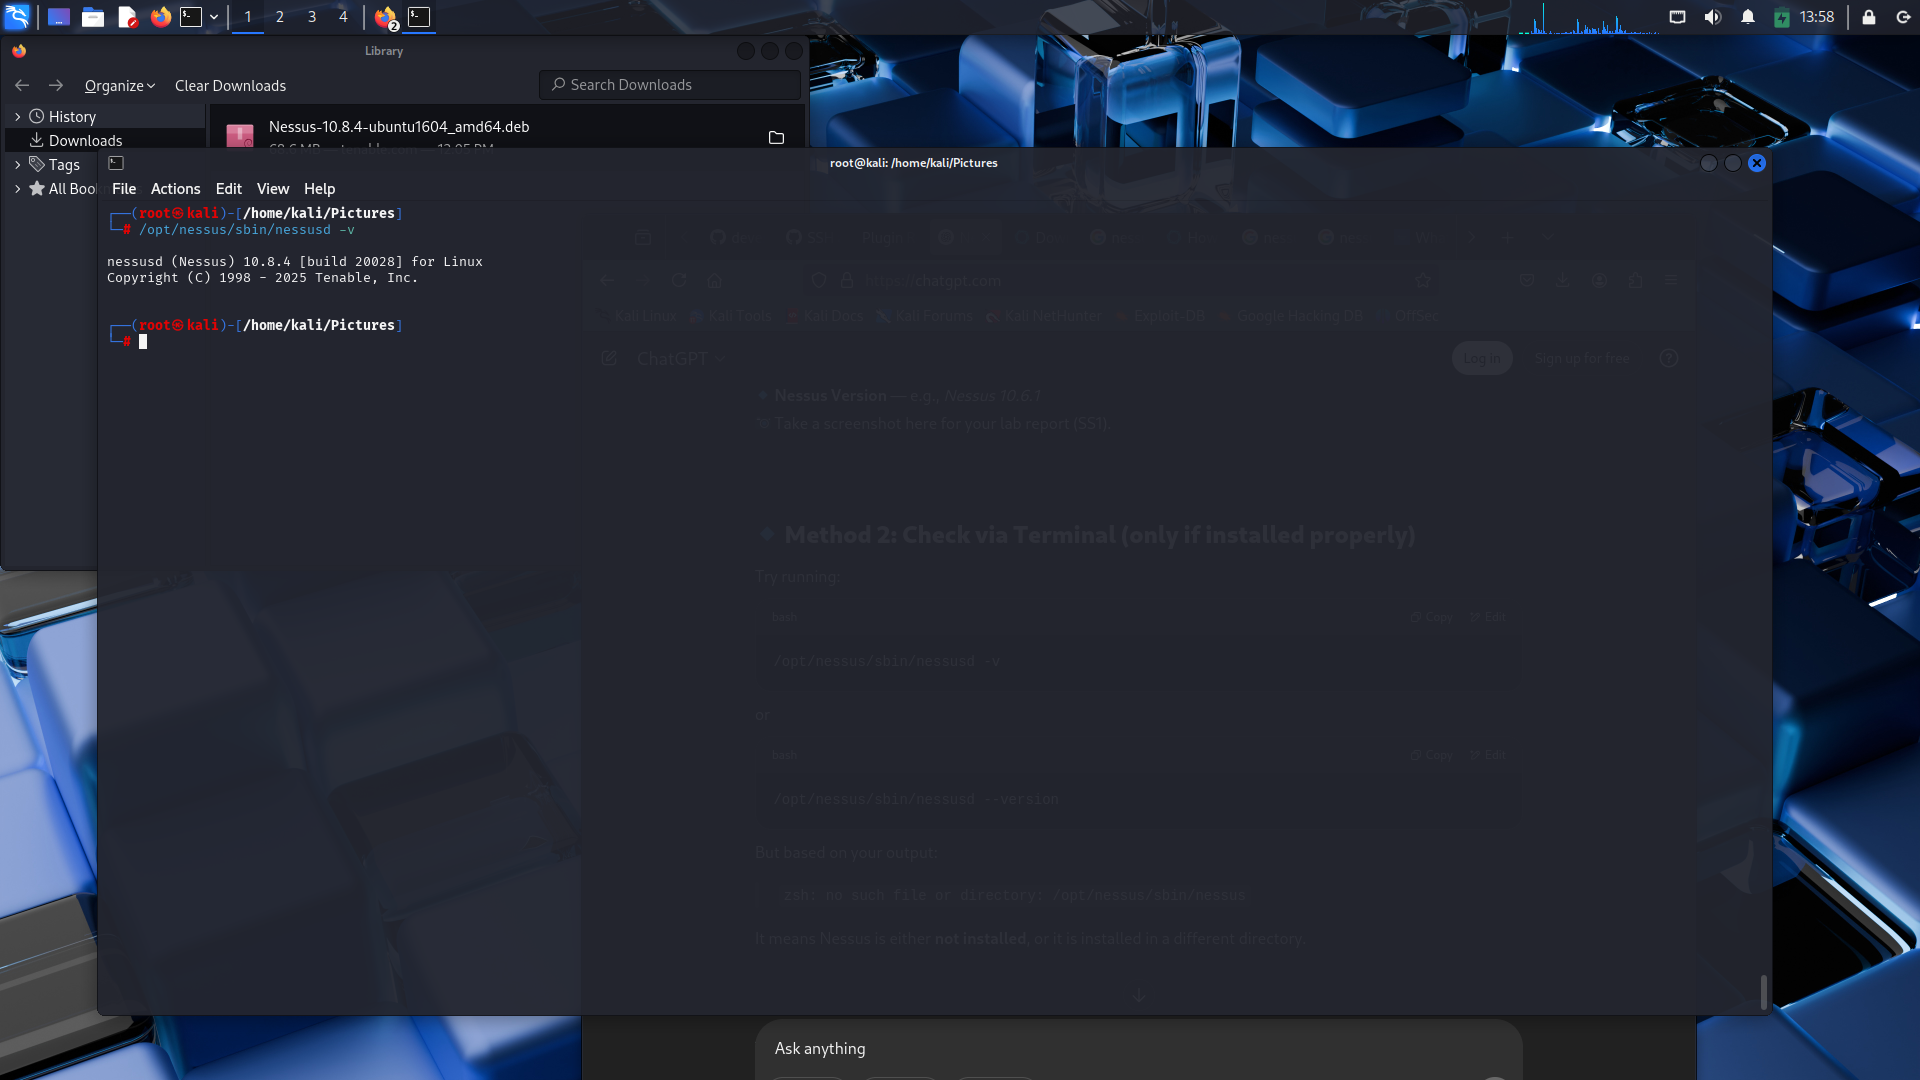 1 2 3 4 2 13:58
Library
Organize Clear Downloads Search Downloads
History
Downloads
Tags
All Boo
Nessus-10.8.4-ubuntu1604_amd64.deb
root@kali: /home/kali/Pictures
File Actions Edit View Help
┌──(root㉿kali)-[/home/kali/Pictures]
└─# /opt/nessus/sbin/nessusd -v
nessusd (Nessus) 10.8.4 [build 20028] for Linux
Copyright (C) 1998 - 2025 Tenable, Inc.
┌──(root㉿kali)-[/home/kali/Pictures]
└─#
chatgpt.com
Kali Linux Kali Tools Kali Docs Kali Forums Kali NetHunter Exploit-DB Google Hacking DB OffSec
ChatGPT Log in Sign up for free
Nessus Version — e.g., Nessus 10.6.1
Take a screenshot here for your lab report (SS1).
Method 2: Check via Terminal (only if installed properly)
Try running:
bash Copy Edit
/opt/nessus/sbin/nessusd -v
or
bash Copy Edit
/opt/nessus/sbin/nessusd --version
But based on your output:
zsh: no such file or directory: /opt/nessus/sbin/nessus
It means Nessus is either not installed, or it is installed in a different directory.
Ask anything